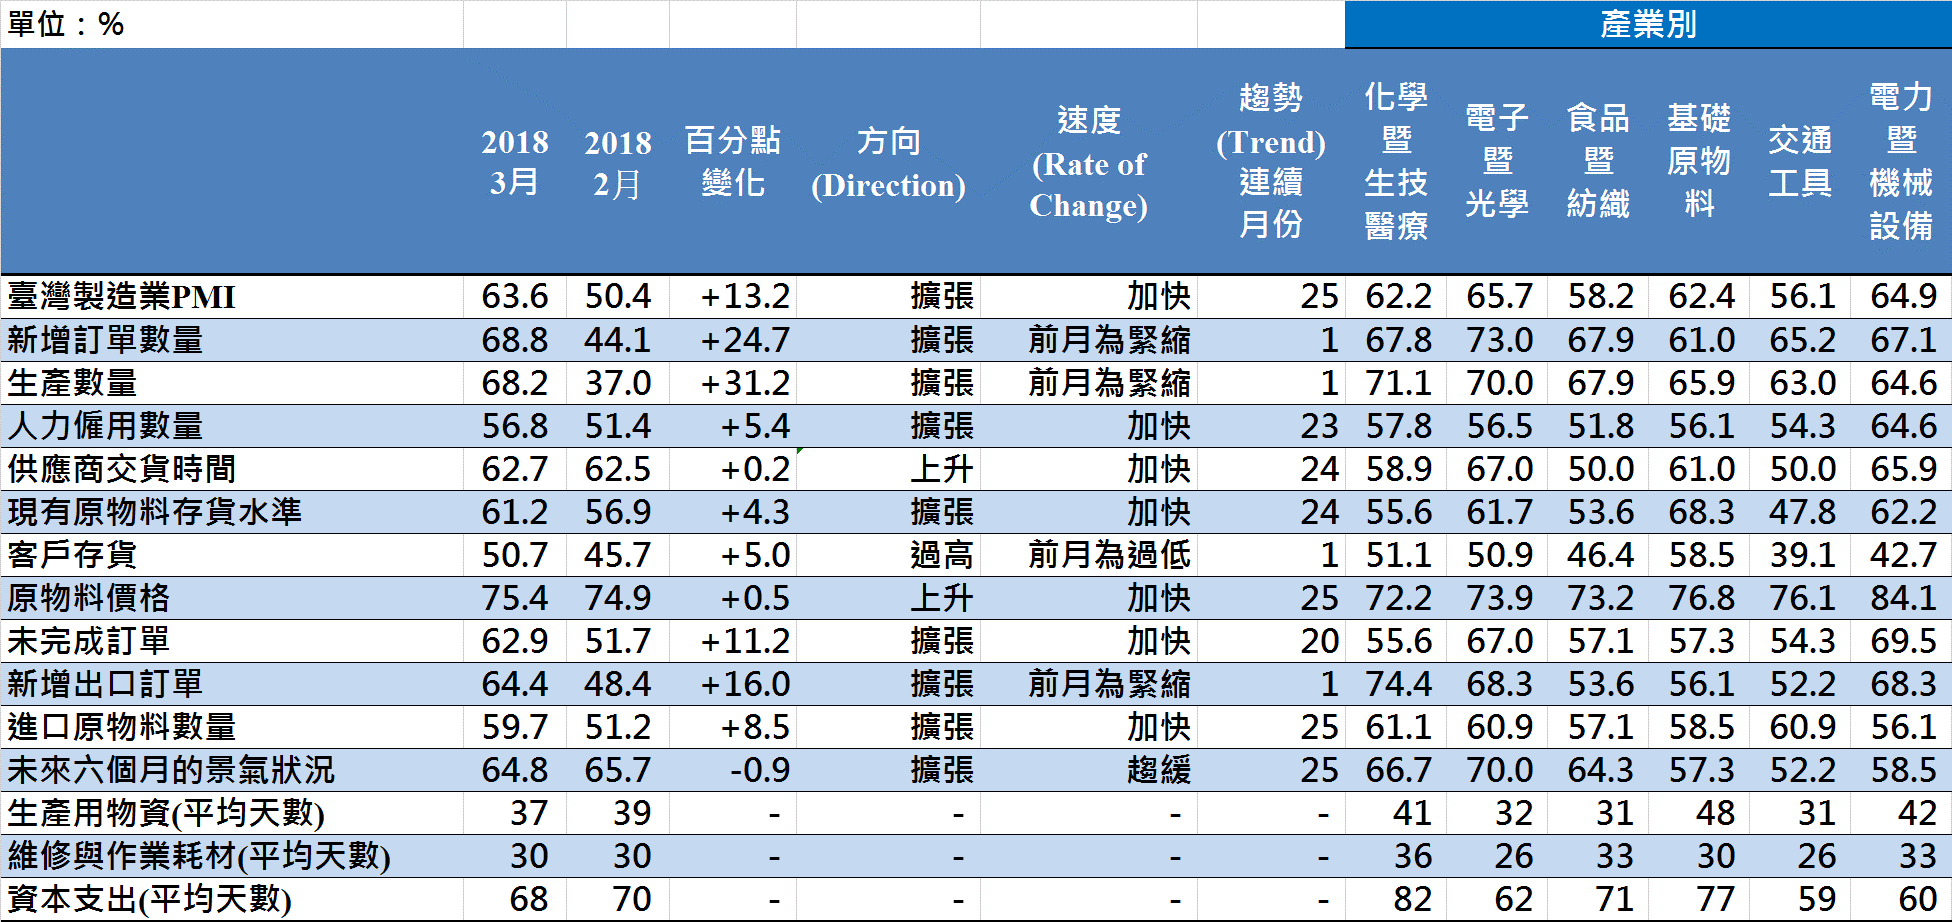 單位：% 產業別
2018 3月 2018 2月 百分點變化 方向 (Direction) 速度 (Rate of Change) 趨勢 (Trend) 連續月份 化學暨生技醫療 電子暨光學 食品暨紡織 基礎原物料 交通工具 電力暨機械設備
臺灣製造業PMI 63.6 50.4 +13.2 擴張 加快 25 62.2 65.7 58.2 62.4 56.1 64.9
新增訂單數量 68.8 44.1 +24.7 擴張 前月為緊縮 1 67.8 73.0 67.9 61.0 65.2 67.1
生產數量 68.2 37.0 +31.2 擴張 前月為緊縮 1 71.1 70.0 67.9 65.9 63.0 64.6
人力僱用數量 56.8 51.4 +5.4 擴張 加快 23 57.8 56.5 51.8 56.1 54.3 64.6
供應商交貨時間 62.7 62.5 +0.2 上升 加快 24 58.9 67.0 50.0 61.0 50.0 65.9
現有原物料存貨水準 61.2 56.9 +4.3 擴張 加快 24 55.6 61.7 53.6 68.3 47.8 62.2
客戶存貨 50.7 45.7 +5.0 過高 前月為過低 1 51.1 50.9 46.4 58.5 39.1 42.7
原物料價格 75.4 74.9 +0.5 上升 加快 25 72.2 73.9 73.2 76.8 76.1 84.1
未完成訂單 62.9 51.7 +11.2 擴張 加快 20 55.6 67.0 57.1 57.3 54.3 69.5
新增出口訂單 64.4 48.4 +16.0 擴張 前月為緊縮 1 74.4 68.3 53.6 56.1 52.2 68.3
進口原物料數量 59.7 51.2 +8.5 擴張 加快 25 61.1 60.9 57.1 58.5 60.9 56.1
未來六個月的景氣狀況 64.8 65.7 -0.9 擴張 趨緩 25 66.7 70.0 64.3 57.3 52.2 58.5
生產用物資(平均天數) 37 39 - - - - 41 32 31 48 31 42
維修與作業耗材(平均天數) 30 30 - - - - 36 26 33 30 26 33
資本支出(平均天數) 68 70 - - - - 82 62 71 77 59 60